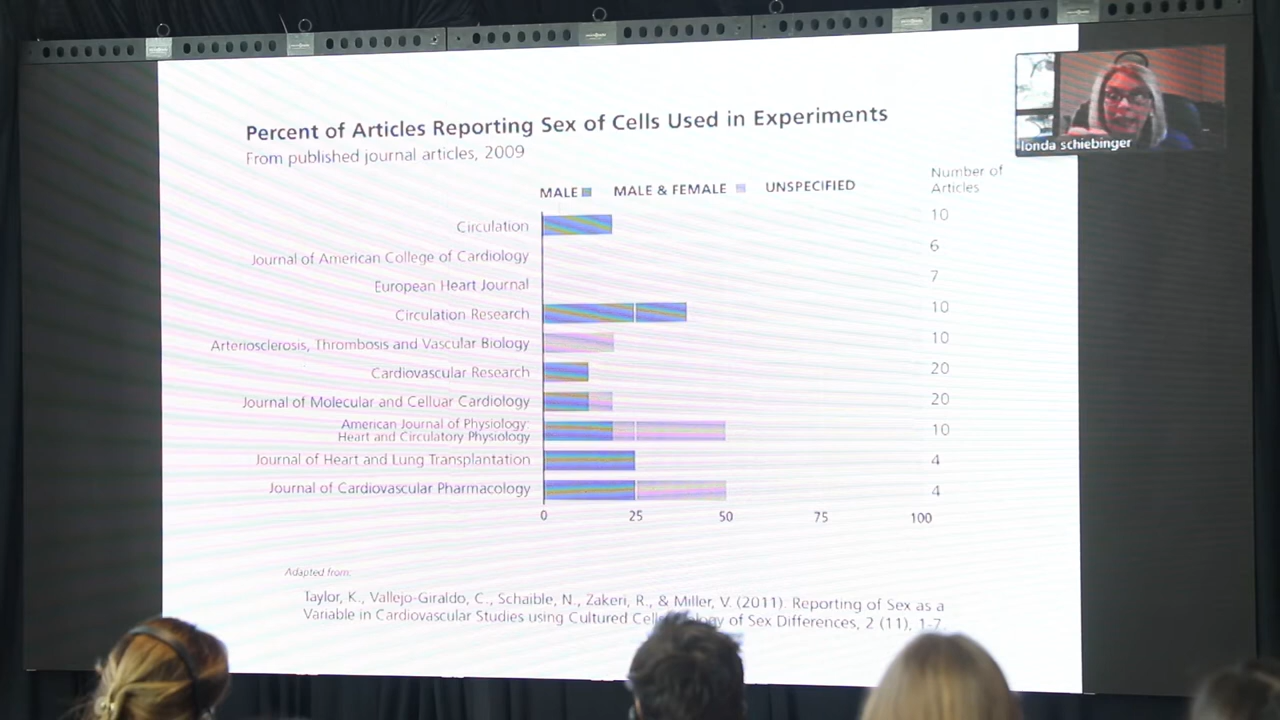 Percent of Articles Reporting Sex of Cells Used in Experiments
From published journal articles, 2009
londa schiebinger
MALE MALE & FEMALE UNSPECIFIED
Number of
Articles
Circulation 10
Journal of American College of Cardiology 6
European Heart Journal 7
Circulation Research 10
Arteriosclerosis, Thrombosis and Vascular Biology 10
Cardiovascular Research 20
Journal of Molecular and Celluar Cardiology 20
American Journal of Physiology:
Heart and Circulatory Physiology 10
Journal of Heart and Lung Transplantation 4
Journal of Cardiovascular Pharmacology 4
0 25 50 75 100
Adapted from:
Taylor, K., Vallejo-Giraldo, C., Schaible, N., Zakeri, R., & Miller, V. (2011). Reporting of Sex as a
Variable in Cardiovascular Studies using Cultured of Sex Differences, 2 (11), 1-7.